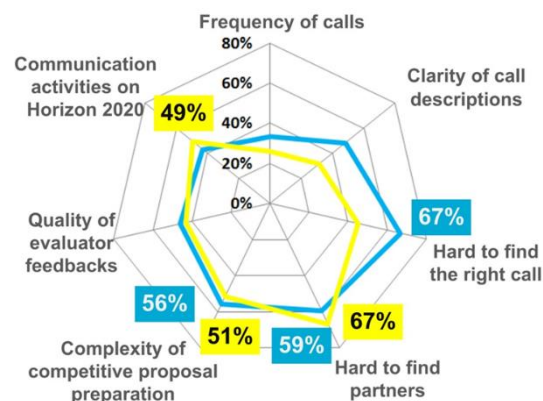 Frequency of calls
80%
60%
40%
20%
0%
Communication
activities on
Horizon 2020
49%
Clarity of call
descriptions
67%
Hard to find
the right call
Quality of
evaluator
feedbacks
56%
51%
59%
67%
Complexity of
competitive proposal
preparation
Hard to find
partners